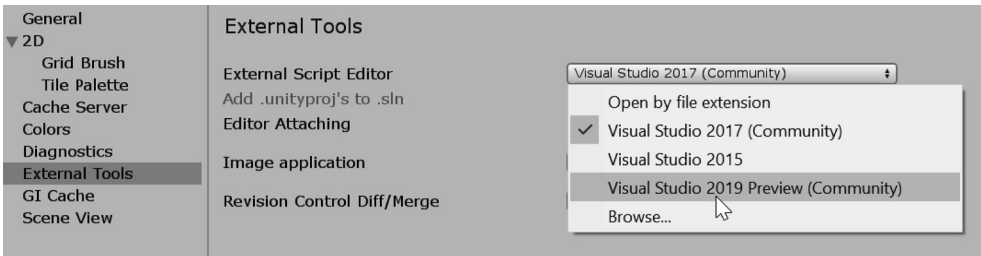 General
2D
Grid Brush
Tile Palette
Cache Server
Colors
Diagnostics
External Tools
GI Cache
Scene View
External Tools
External Script Editor
Visual Studio 2017 (Community)
Add .unityproj's to .sln
Editor Attaching
Image application
Revision Control Diff/Merge
Open by file extension
Visual Studio 2017 (Community)
Visual Studio 2015
Visual Studio 2019 Preview (Community)
Browse...